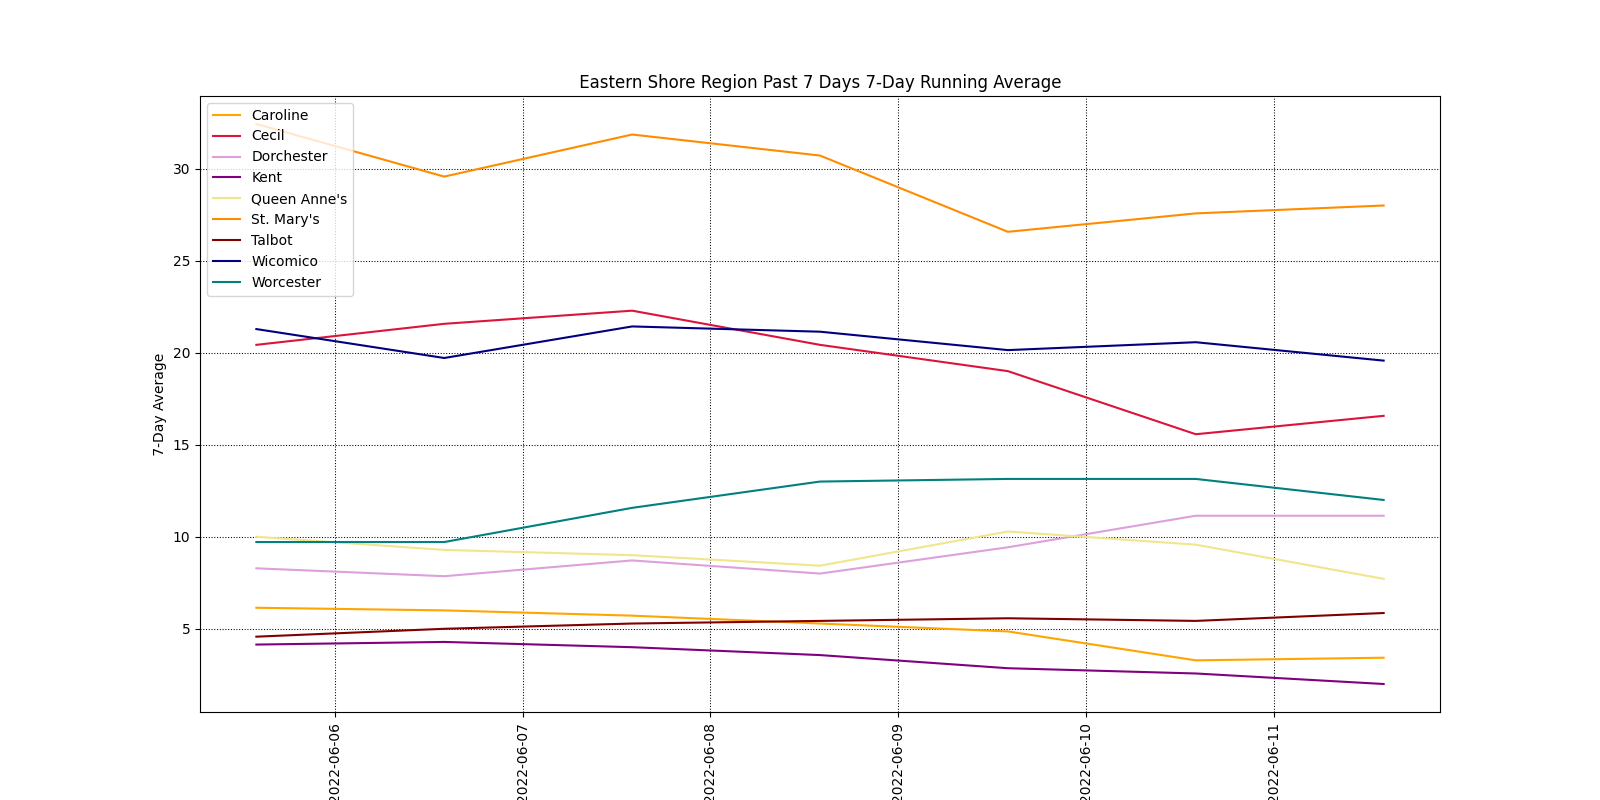 Eastern Shore Region Past 7 Days 7-Day Running Average
Caroline
Cecil
Dorchester
Kent
Queen Anne's
St. Mary's
Talbot
Wicomico
Worcester
7-Day Average
30
25
20
15
10
5
2022-06-06
2022-06-07
2022-06-08
2022-06-09
2022-06-10
2022-06-11